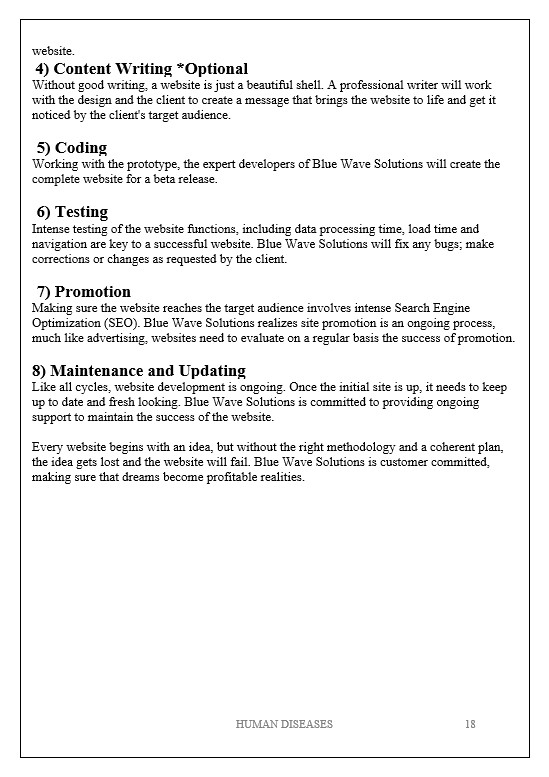 website.
4) Content Writing *Optional
Without good writing, a website is just a beautiful shell. A professional writer will work
with the design and the client to create a message that brings the website to life and get it
noticed by the client's target audience.
5) Coding
Working with the prototype, the expert developers of Blue Wave Solutions will create the
complete website for a beta release.
6) Testing
Intense testing of the website functions, including data processing time, load time and
navigation are key to a successful website. Blue Wave Solutions will fix any bugs; make
corrections or changes as requested by the client.
7) Promotion
Making sure the website reaches the target audience involves intense Search Engine
Optimization (SEO). Blue Wave Solutions realizes site promotion is an ongoing process,
much like advertising, websites need to evaluate on a regular basis the success of promotion.
8) Maintenance and Updating
Like all cycles, website development is ongoing. Once the initial site is up, it needs to keep
up to date and fresh looking. Blue Wave Solutions is committed to providing ongoing
support to maintain the success of the website.
Every website begins with an idea, but without the right methodology and a coherent plan,
the idea gets lost and the website will fail. Blue Wave Solutions is customer committed,
making sure that dreams become profitable realities.
HUMAN DISEASES 18